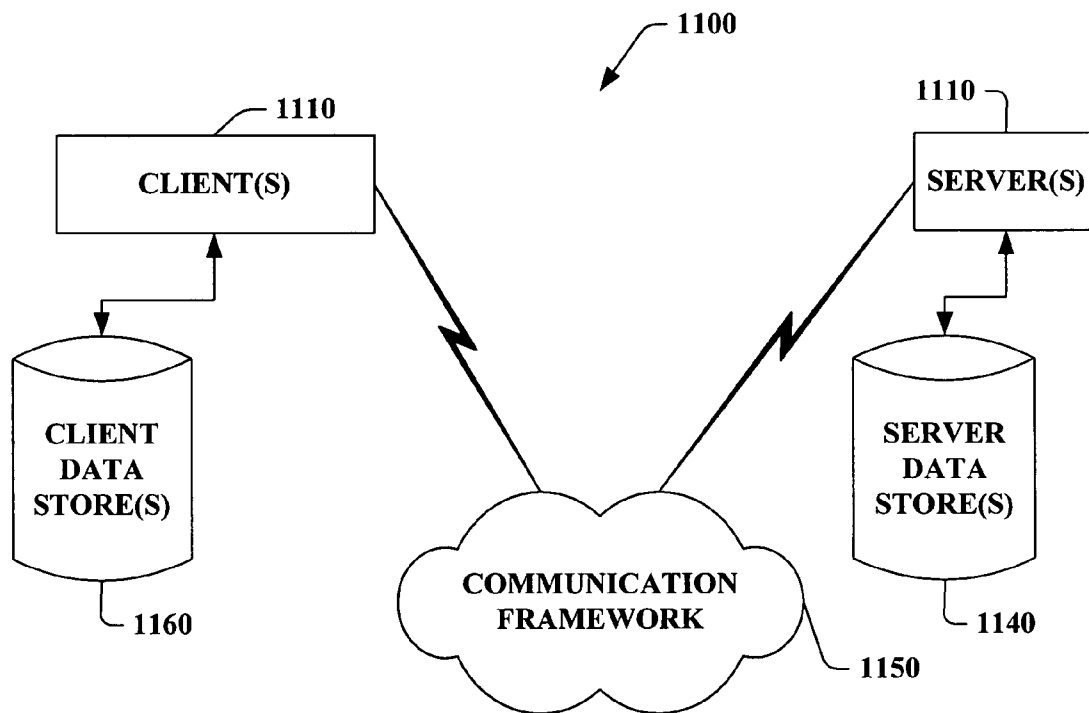 1100
1110
1110
CLIENT(S)
SERVER(S)
CLIENT
DATA
STORE(S)
SERVER
DATA
STORE(S)
COMMUNICATION
FRAMEWORK
1160
1140
1150